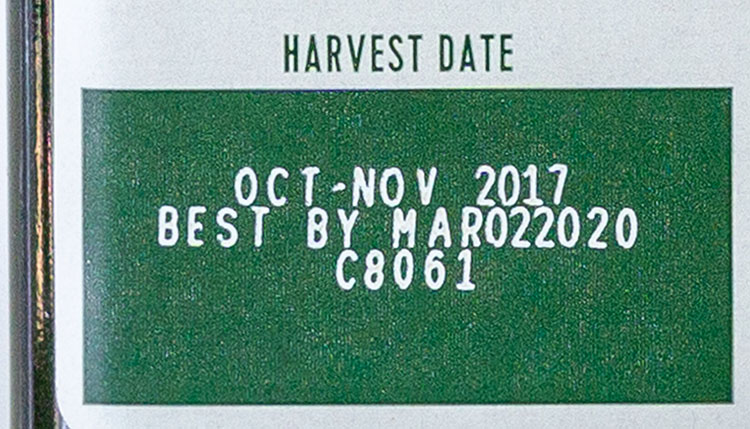 HARVEST DATE
OCT-NOV 2017
BEST BY MAR022020
C8061